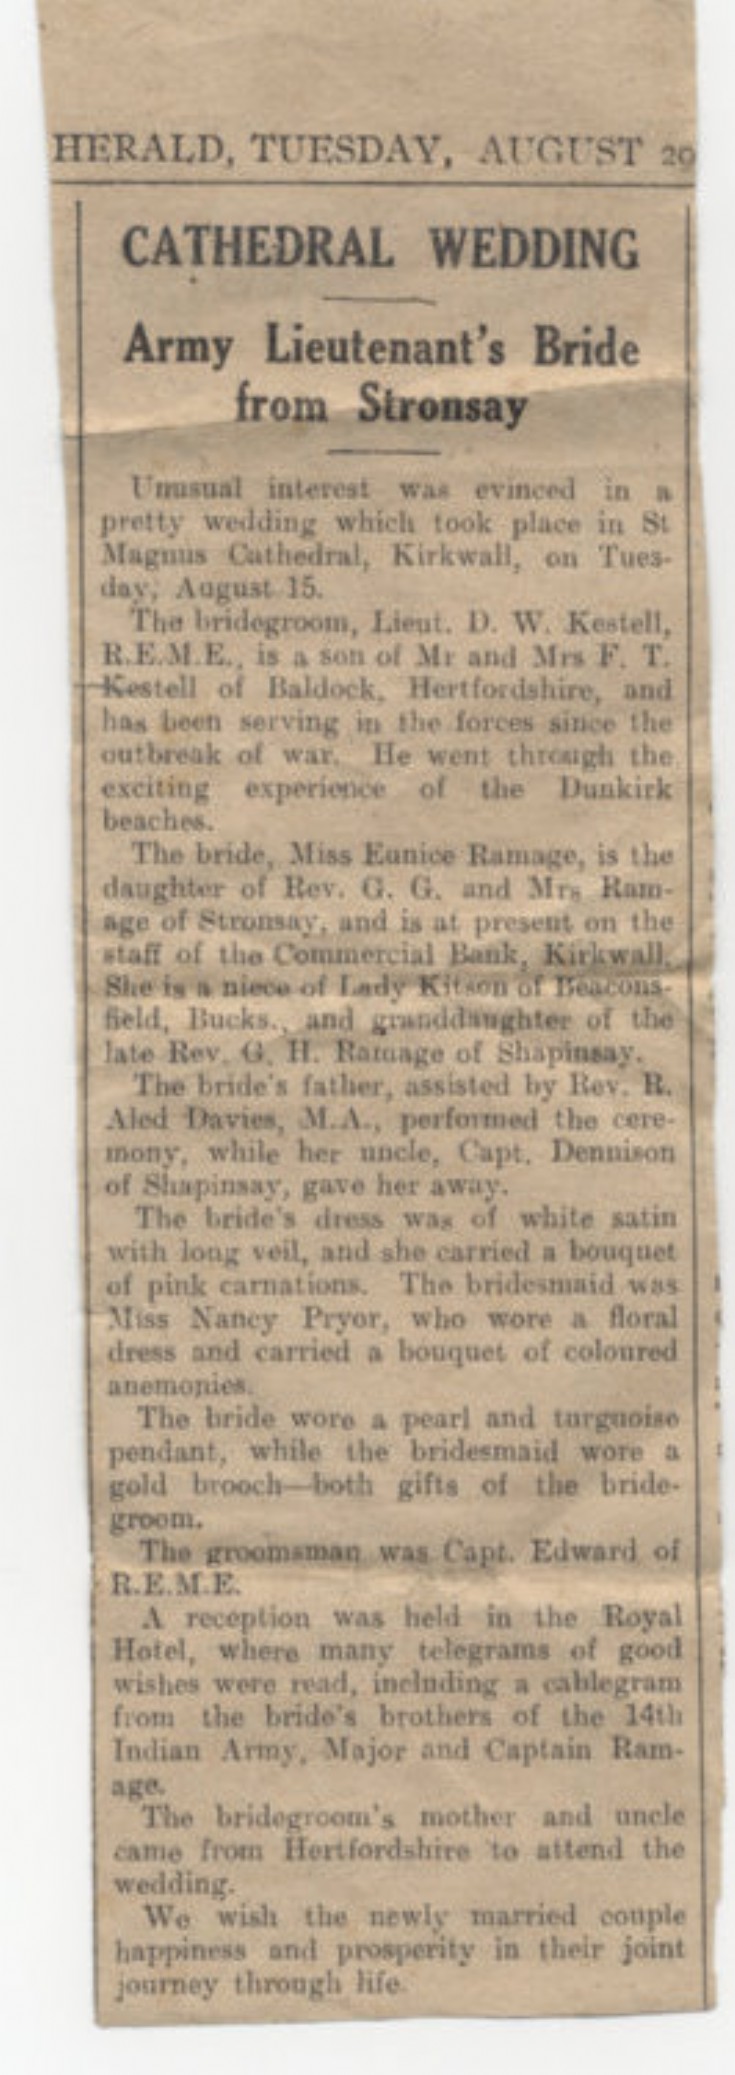 HERALD, TUESDAY, AUGUST 29
CATHEDRAL WEDDING
Army Lieutenant's Bride
from Stronsay
Unusual interest was evinced in a
pretty wedding which took place in St
Magnus Cathedral, Kirkwall, on Tues-
day, August 15.
The bridegroom, Lieut. D. W. Kestell,
R.E.M.E., is a son of Mr and Mrs F. T.
Kestell of Baldock, Hertfordshire, and
has been serving in the forces since the
outbreak of war. He went through the
exciting experience of the Dunkirk
beaches.
The bride, Miss Eunice Ramage, is the
daughter of Rev. G. G. and Mrs Ram-
age of Stronsay, and is at present on the
staff of the Commercial Bank, Kirkwall.
She is a niece of Lady Kitson of Beacons-
field, Bucks., and granddaughter of the
late Rev. G. H. Ramage of Shapinsay.
The bride's father, assisted by Rev. R.
Aled Davies, M.A., performed the cere-
mony, while her uncle, Capt. Dennison
of Shapinsay, gave her away.
The bride's dress was of white satin
with long veil, and she carried a bouquet
of pink carnations. The bridesmaid was
Miss Nancy Pryor, who wore a floral
dress and carried a bouquet of coloured
anemonies.
The bride wore a pearl and turguoise
pendant, while the bridesmaid wore a
gold brooch—both gifts of the bride-
groom.
The groomsman was Capt. Edward of
R.E.M.E.
A reception was held in the Royal
Hotel, where many telegrams of good
wishes were read, including a cablegram
from the bride's brothers of the 14th
Indian Army, Major and Captain Ram-
age.
The bridegroom's mother and uncle
came from Hertfordshire to attend the
wedding.
We wish the newly married couple
happiness and prosperity in their joint
journey through life.